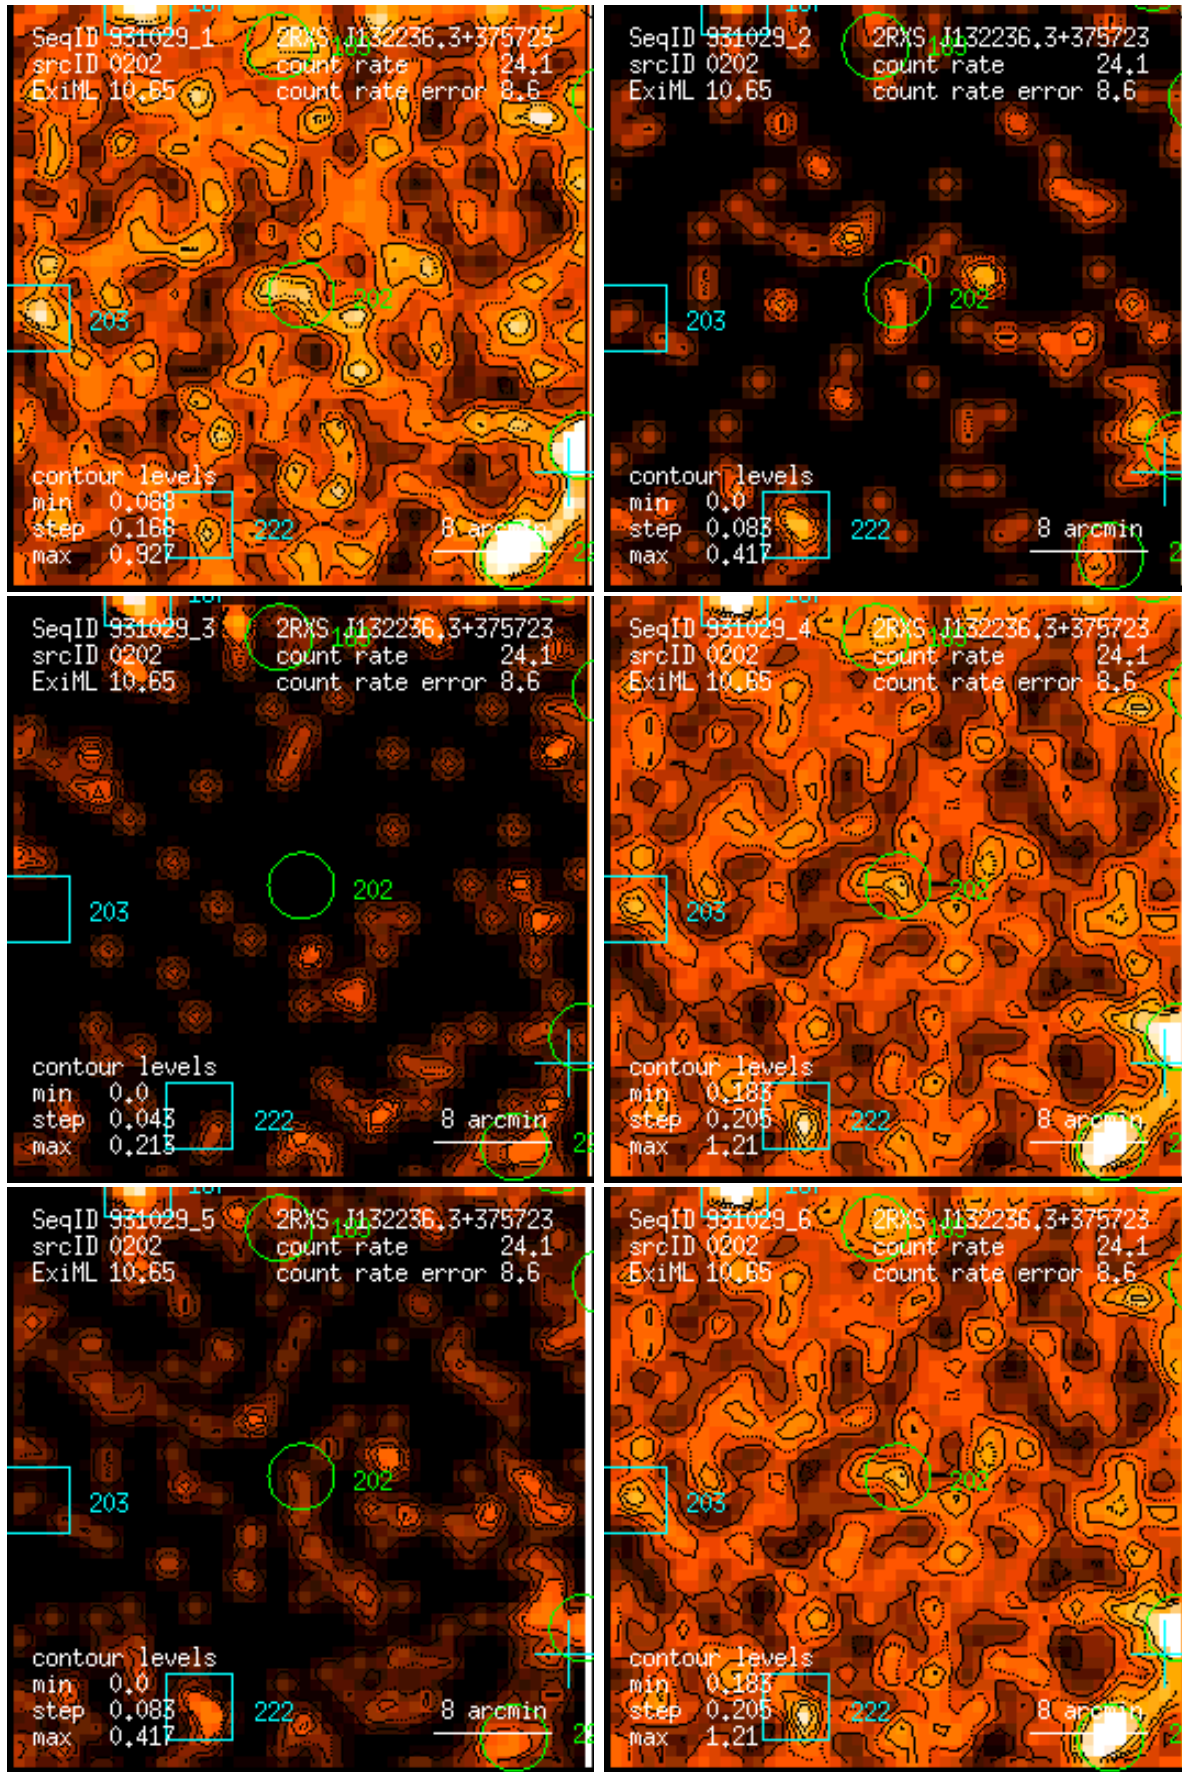 SeqID 931029_1 2RXS J132236.3+375723
srcID 0202 count rate 24.1
ExiML 10.65 count rate error 8.6
202
203
contour levels
min 0.088
step 0.168
max 0.927
222
8 arcmin
SeqID 931029_2 2RXS J132236.3+375723
srcID 0202 count rate 24.1
ExiML 10.65 count rate error 8.6
202
203
contour levels
min 0.0
step 0.083
max 0.417
222
8 arcmin
SeqID 931029_3 2RXS J132236.3+375723
srcID 0202 count rate 24.1
ExiML 10.65 count rate error 8.6
202
203
contour levels
min 0.0
step 0.043
max 0.213
222
8 arcmin
SeqID 931029_4 2RXS J132236.3+375723
srcID 0202 count rate 24.1
ExiML 10.65 count rate error 8.6
202
203
contour levels
min 0.183
step 0.205
max 1.21
222
8 arcmin
SeqID 931029_5 2RXS J132236.3+375723
srcID 0202 count rate 24.1
ExiML 10.65 count rate error 8.6
202
203
contour levels
min 0.0
step 0.083
max 0.417
222
8 arcmin
SeqID 931029_6 2RXS J132236.3+375723
srcID 0202 count rate 24.1
ExiML 10.65 count rate error 8.6
202
203
contour levels
min 0.183
step 0.205
max 1.21
222
8 arcmin